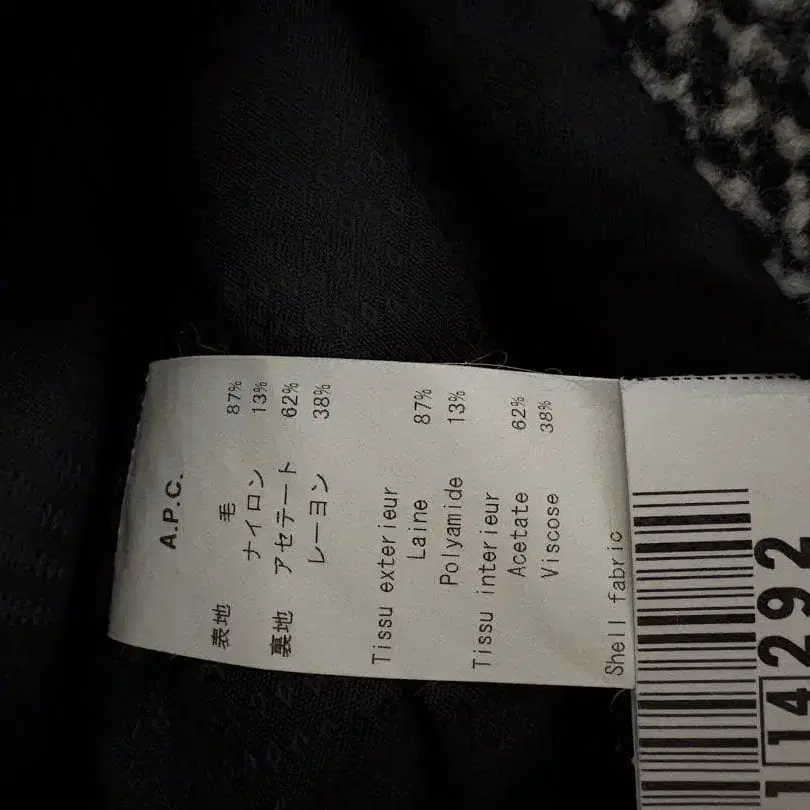 A.P.C.
表地 毛 87%
ナイロン 13%
裏地 アセテート 62%
レーヨン 38%
Tissu exterieur
Laine 87%
Polyamide 13%
Tissu interieur
Acetate 62%
Viscose 38%
Shell fabric
114292